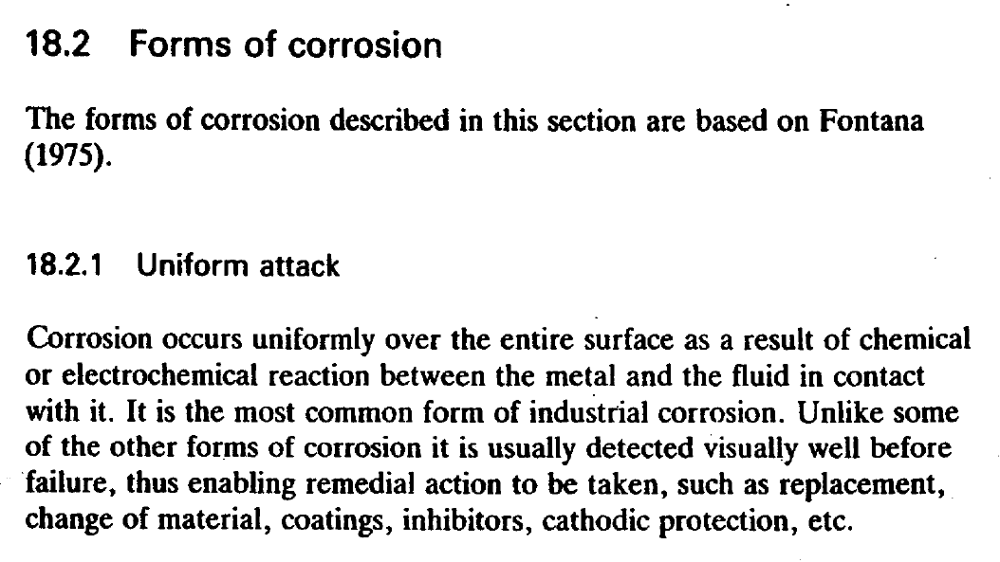 18.2 Forms of corrosion
The forms of corrosion described in this section are based on Fontana
(1975).
18.2.1 Uniform attack
Corrosion occurs uniformly over the entire surface as a result of chemical
or electrochemical reaction between the metal and the fluid in contact
with it. It is the most common form of industrial corrosion. Unlike some
of the other forms of corrosion it is usually detected visually well before
failure, thus enabling remedial action to be taken, such as replacement,
change of material, coatings, inhibitors, cathodic protection, etc.